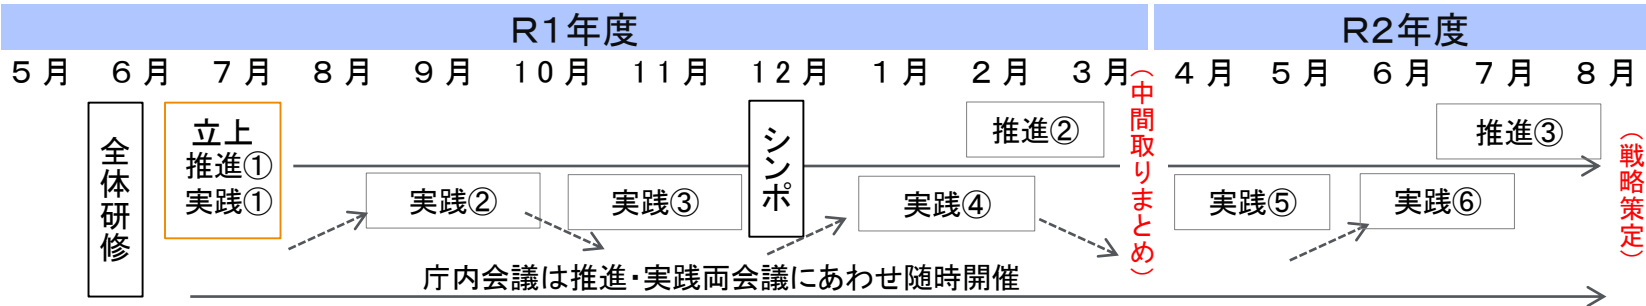 R1年度
R2年度
5月 6月 7月 8月 9月 10月 11月 12月 1月 2月 3月 4月 5月 6月 7月 8月
全体研修
立上
推進①
実践①
実践②
実践③
シンポ
推進②
実践④
（中間取りまとめ）
実践⑤
実践⑥
推進③
（戦略策定）
庁内会議は推進・実践両会議にあわせ随時開催